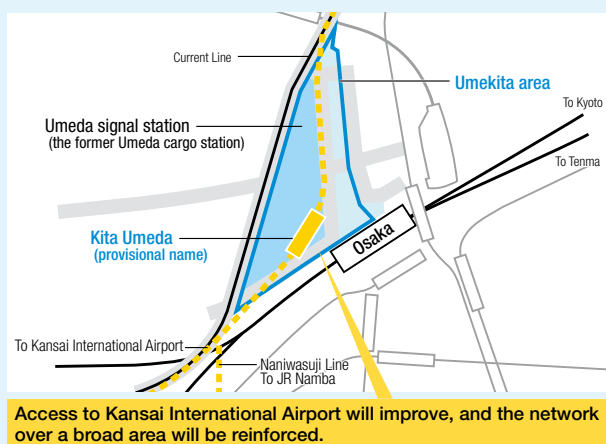 Current Line
Umekita area
To Kyoto
Umeda signal station
(the former Umeda cargo station)
To Tenma
Kita Umeda
(provisional name)
Osaka
To Kansai International Airport
Naniwasuji Line
To JR Namba
Access to Kansai International Airport will improve, and the network
over a broad area will be reinforced.